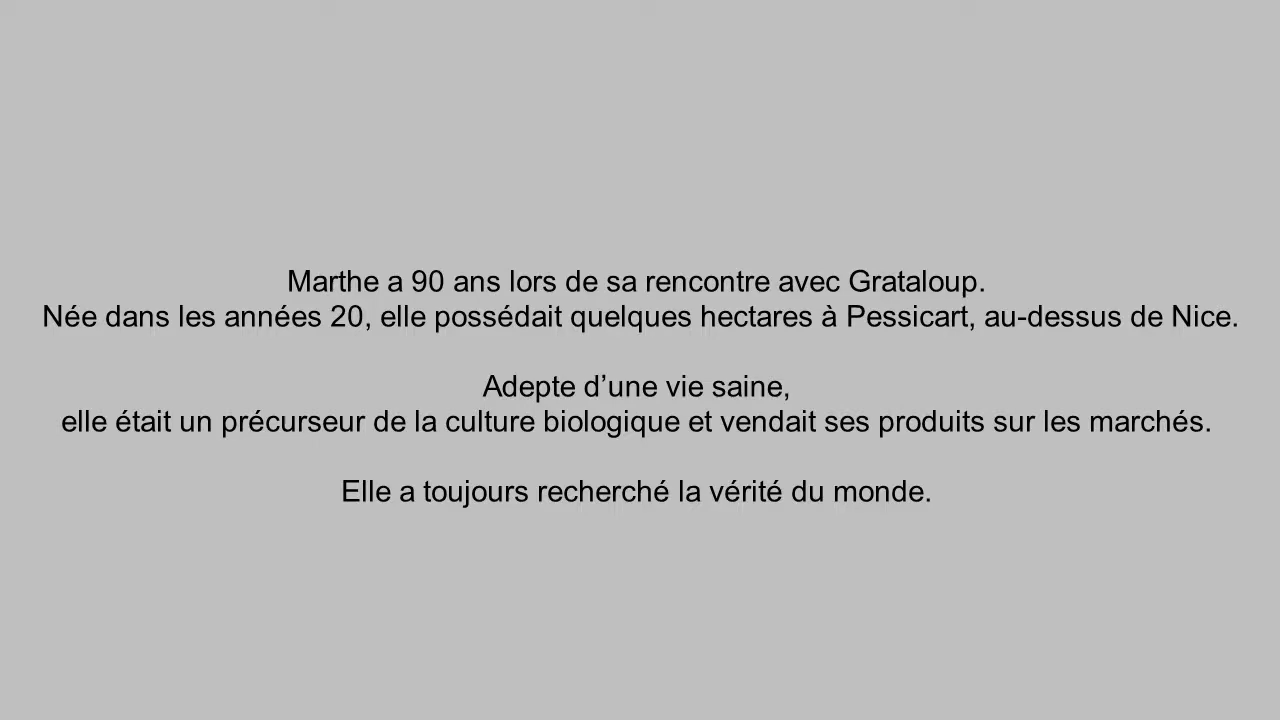 Marthe a 90 ans lors de sa rencontre avec Grataloup.
Née dans les années 20, elle possédait quelques hectares à Pessicart, au-dessus de Nice.
Adepte d’une vie saine,
elle était un précurseur de la culture biologique et vendait ses produits sur les marchés.
Elle a toujours recherché la vérité du monde.